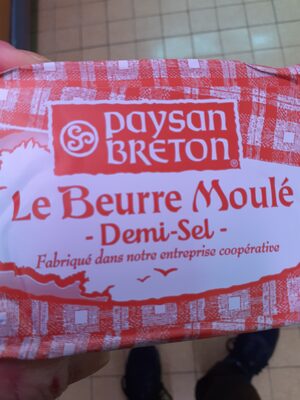 Paysan
Breton®
Le Beurre Moulé
- Demi-Sel -
Fabriqué dans notre entreprise coopérative